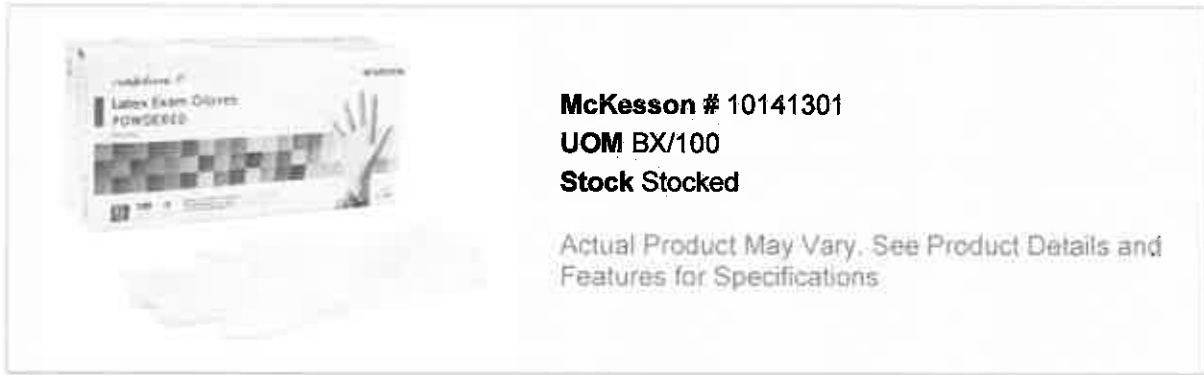 Latex Exam Gloves
POWDERED
McKesson # 10141301
UOM BX/100
Stock Stocked
Actual Product May Vary. See Product Details and
Features for Specifications